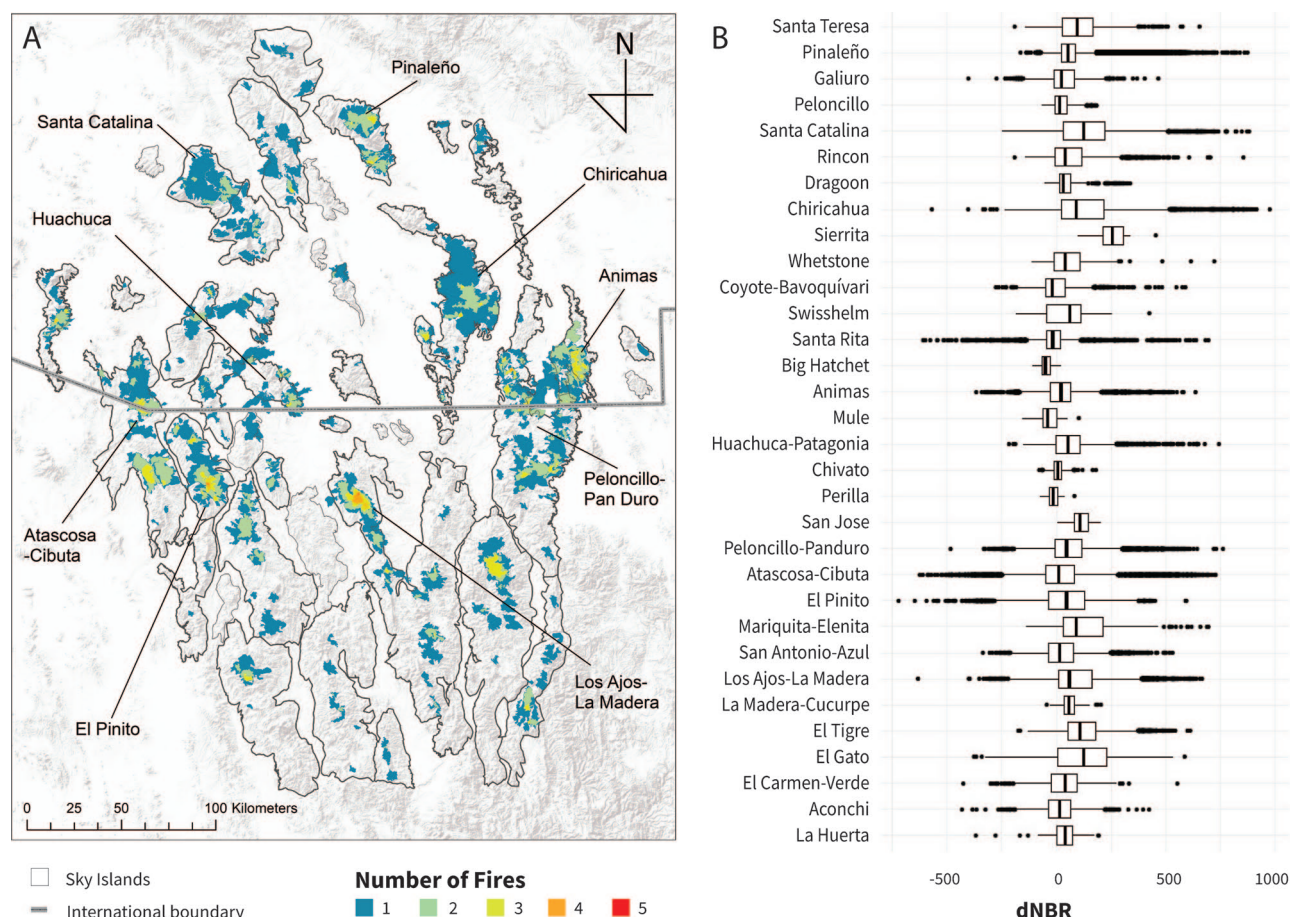 A
N
Pinaleño
Santa Catalina
Chiricahua
Huachuca
Animas
Peloncillo-
Pan Duro
Atascosa
-Cibuta
Los Ajos-
La Madera
El Pinito
0 25 50 100 Kilometers
Sky Islands
International boundary
Number of Fires
1 2 3 4 5
B
Santa Teresa
Pinaleño
Galiuro
Peloncillo
Santa Catalina
Rincon
Dragoon
Chiricahua
Sierrita
Whetstone
Coyote-Bavoquívari
Swisshelm
Santa Rita
Big Hatchet
Animas
Mule
Huachuca-Patagonia
Chivato
Perilla
San Jose
Peloncillo-Panduro
Atascosa-Cibuta
El Pinito
Mariquita-Elenita
San Antonio-Azul
Los Ajos-La Madera
La Madera-Cucurpe
El Tigre
El Gato
El Carmen-Verde
Aconchi
La Huerta
-500 0 500 1000
dNBR